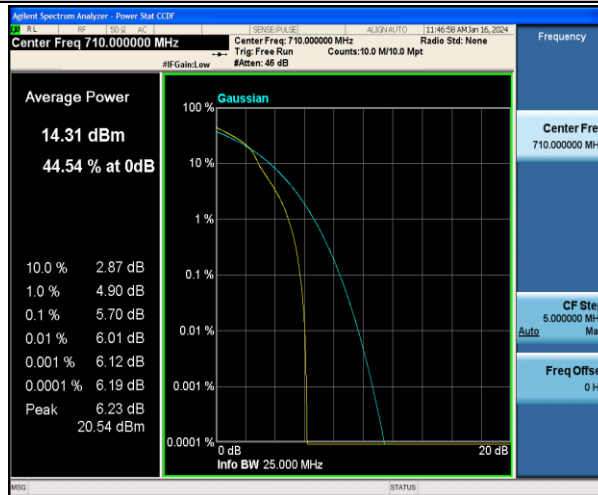 Agilent Spectrum Analyzer - Power Stat CCDF
RL RF 50 Ω AC SENSE:PULSE ALIGN AUTO 11:46:58 AM Jan 16, 2024
Center Freq 710.000000 MHz
Center Freq: 710.000000 MHz Radio Std: None
Trig: Free Run Counts:10.0 M/10.0 Mpt
#IFGain:Low #Atten: 46 dB
Frequency
Average Power
14.31 dBm
44.54 % at 0dB
10.0 % 2.87 dB
1.0 % 4.90 dB
0.1 % 5.70 dB
0.01 % 6.01 dB
0.001 % 6.12 dB
0.0001 % 6.19 dB
Peak 6.23 dB
20.54 dBm
Gaussian
100 %
10 %
1 %
0.1 %
0.01 %
0.001 %
0.0001 %
0 dB 20 dB
Info BW 25.000 MHz
Center Fre
710.000000 MH
CF Ste
5.000000 MH
Auto Ma
Freq Offse
0 H
MSG STATUS